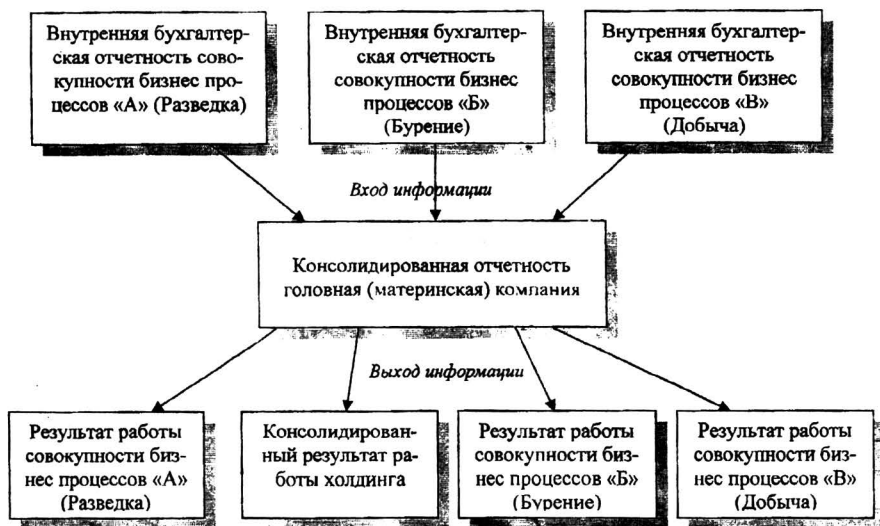 Внутренняя бухгалтер-
ская отчетность сово-
купности бизнес про-
цессов «А» (Разведка)
Внутренняя бухгалтер-
ская отчетность
совокупности бизнес
процессов «Б»
(Бурение)
Внутренняя бухгалтер-
ская отчетность
совокупности бизнес
процессов «В»
(Добыча)
Вход информации
Консолидированная отчетность
головная (материнская) компания
Выход информации
Результат работы
совокупности биз-
нес процессов «А»
(Разведка)
Консолидирован-
ный результат ра-
боты холдинга
Результат работы
совокупности биз-
нес процессов «Б»
(Бурение)
Результат работы
совокупности биз-
нес процессов «В»
(Добыча)